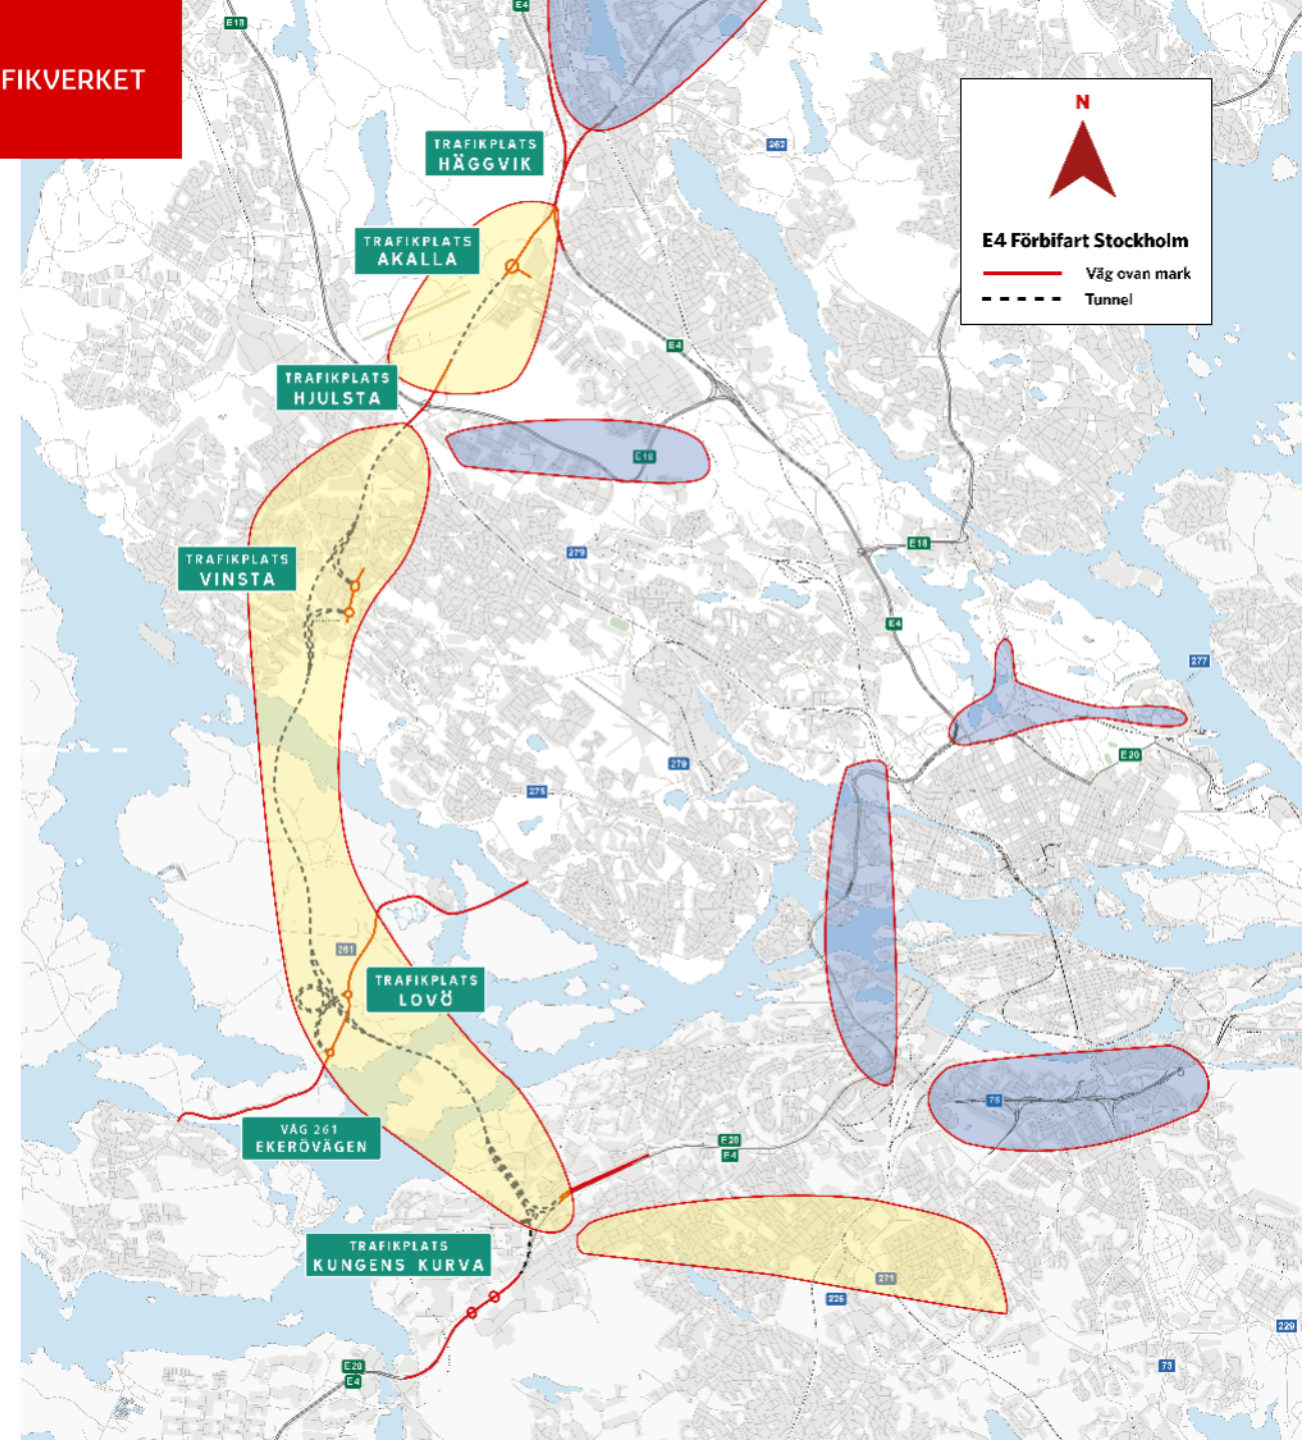 E18
E4
FIKVERKET
N
TRAFIKPLATS
HÄGGVIK
262
TRAFIKPLATS
AKALLA
E4 Förbifart Stockholm
Väg ovan mark
Tunnel
E4
TRAFIKPLATS
HJULSTA
E18
TRAFIKPLATS
VINSTA
279
E18
E4
277
279
E20
275
261
TRAFIKPLATS
LOVÖ
75
VÄG 261
EKERÖVÄGEN
E20
E4
TRAFIKPLATS
KUNGENS KURVA
271
226
229
E20
E4
73